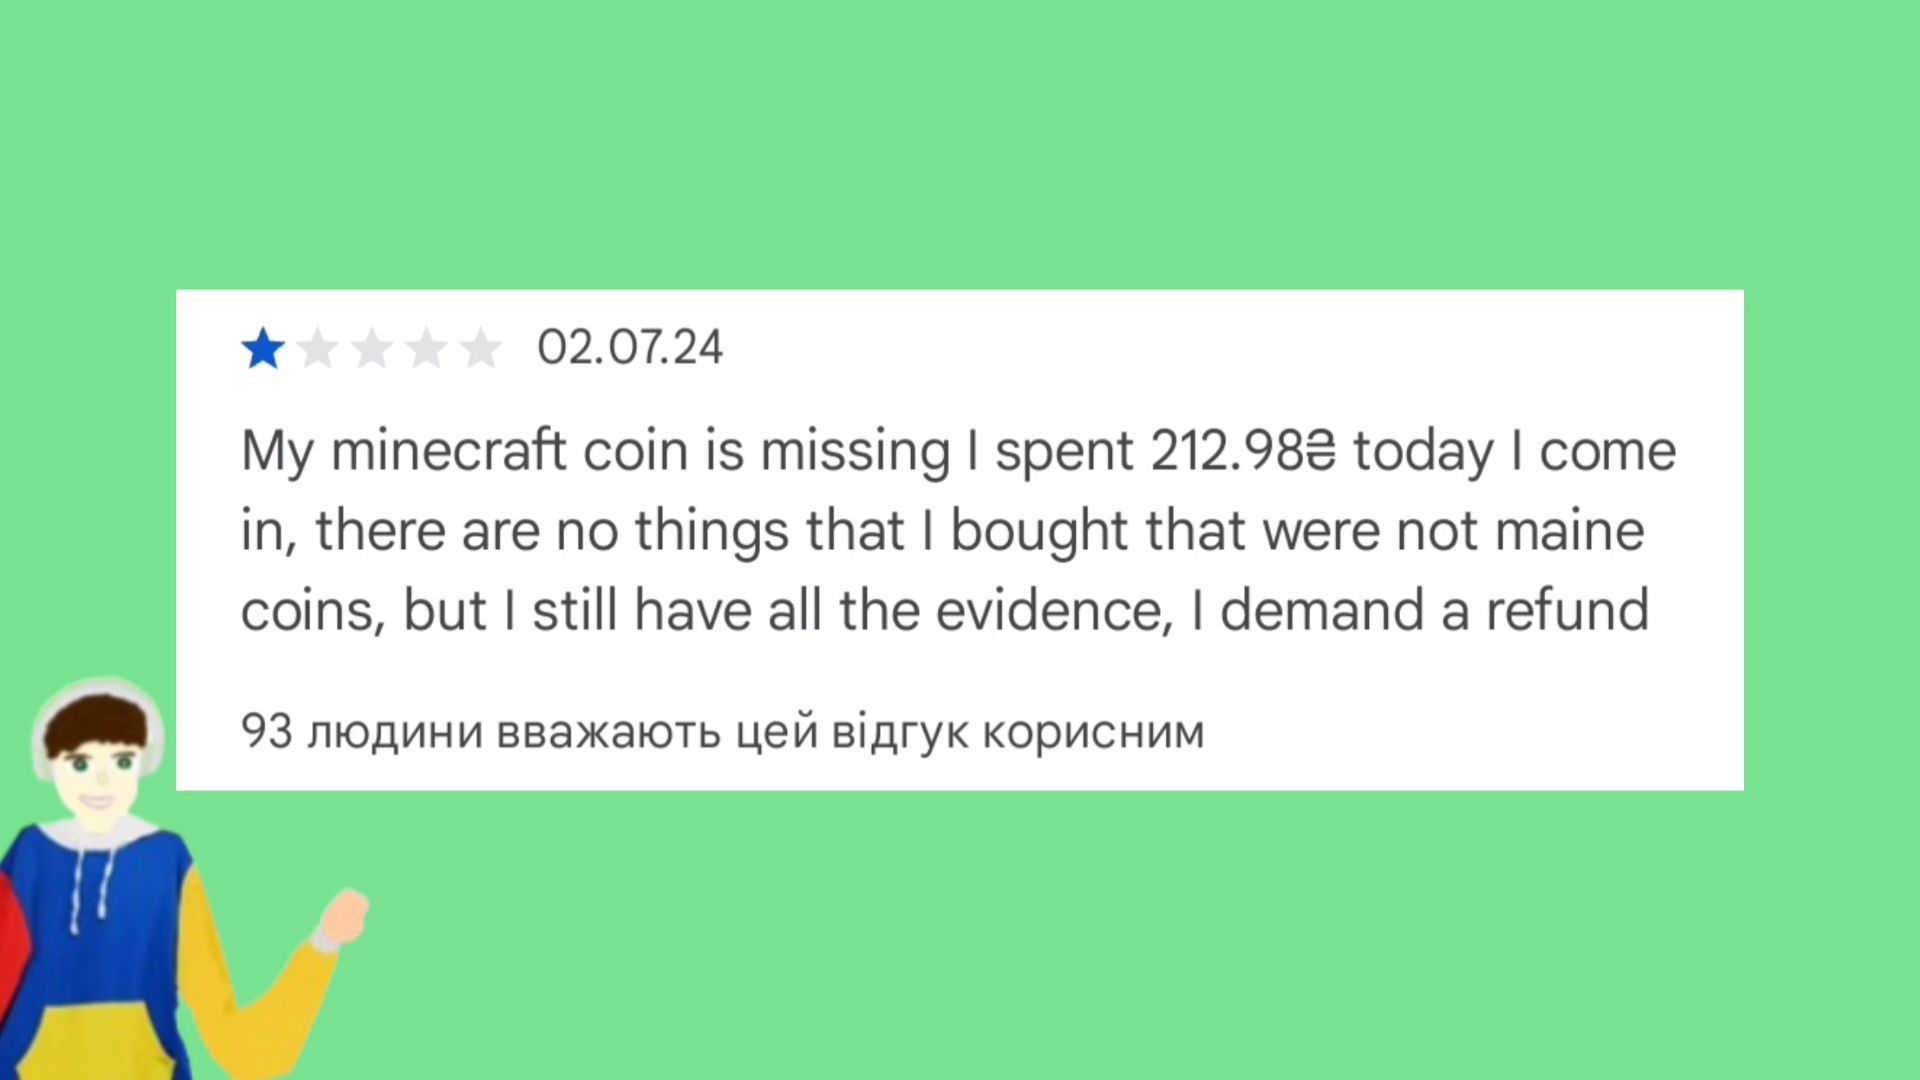 02.07.24
My minecraft coin is missing I spent 212.98₴ today I come
in, there are no things that I bought that were not maine
coins, but I still have all the evidence, I demand a refund
93 людини вважають цей відгук корисним